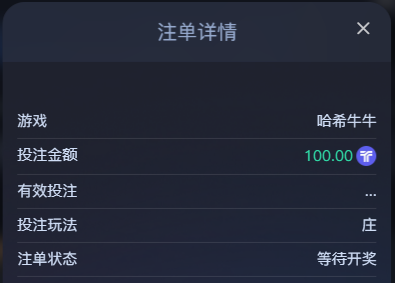 注单详情
游戏 哈希牛牛
投注金额 100.00
有效投注 ...
投注玩法 庄
注单状态 等待开奖